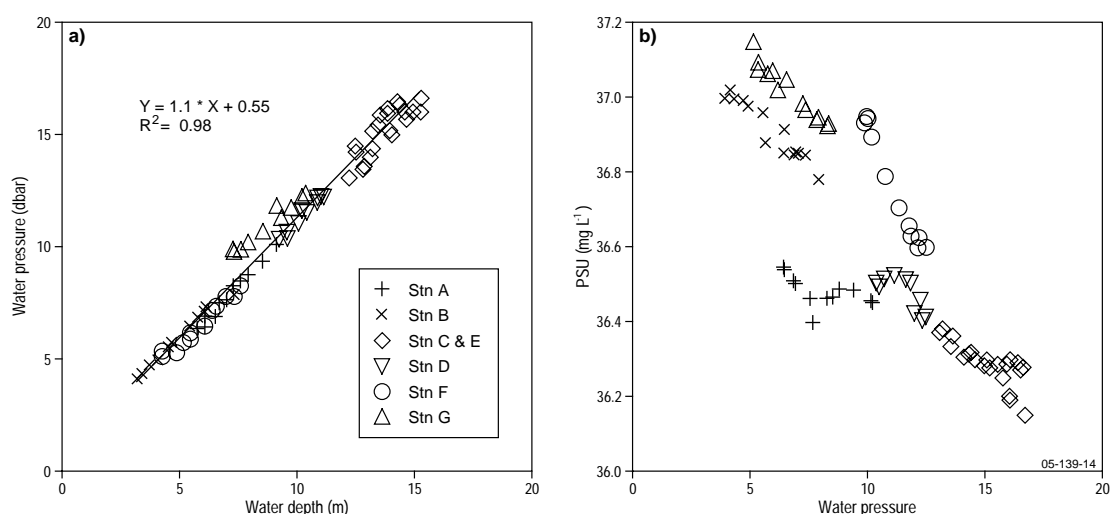 a)
20
15
10
5
0
Water pressure (dbar)
Y = 1.1 * X + 0.55
R² = 0.98
Stn A
Stn B
Stn C & E
Stn D
Stn F
Stn G
0 5 10 15 20
Water depth (m)
b)
37.2
37.0
36.8
36.6
36.4
36.2
36.0
PSU (mg L⁻¹)
05-139-14
0 5 10 15 20
Water pressure